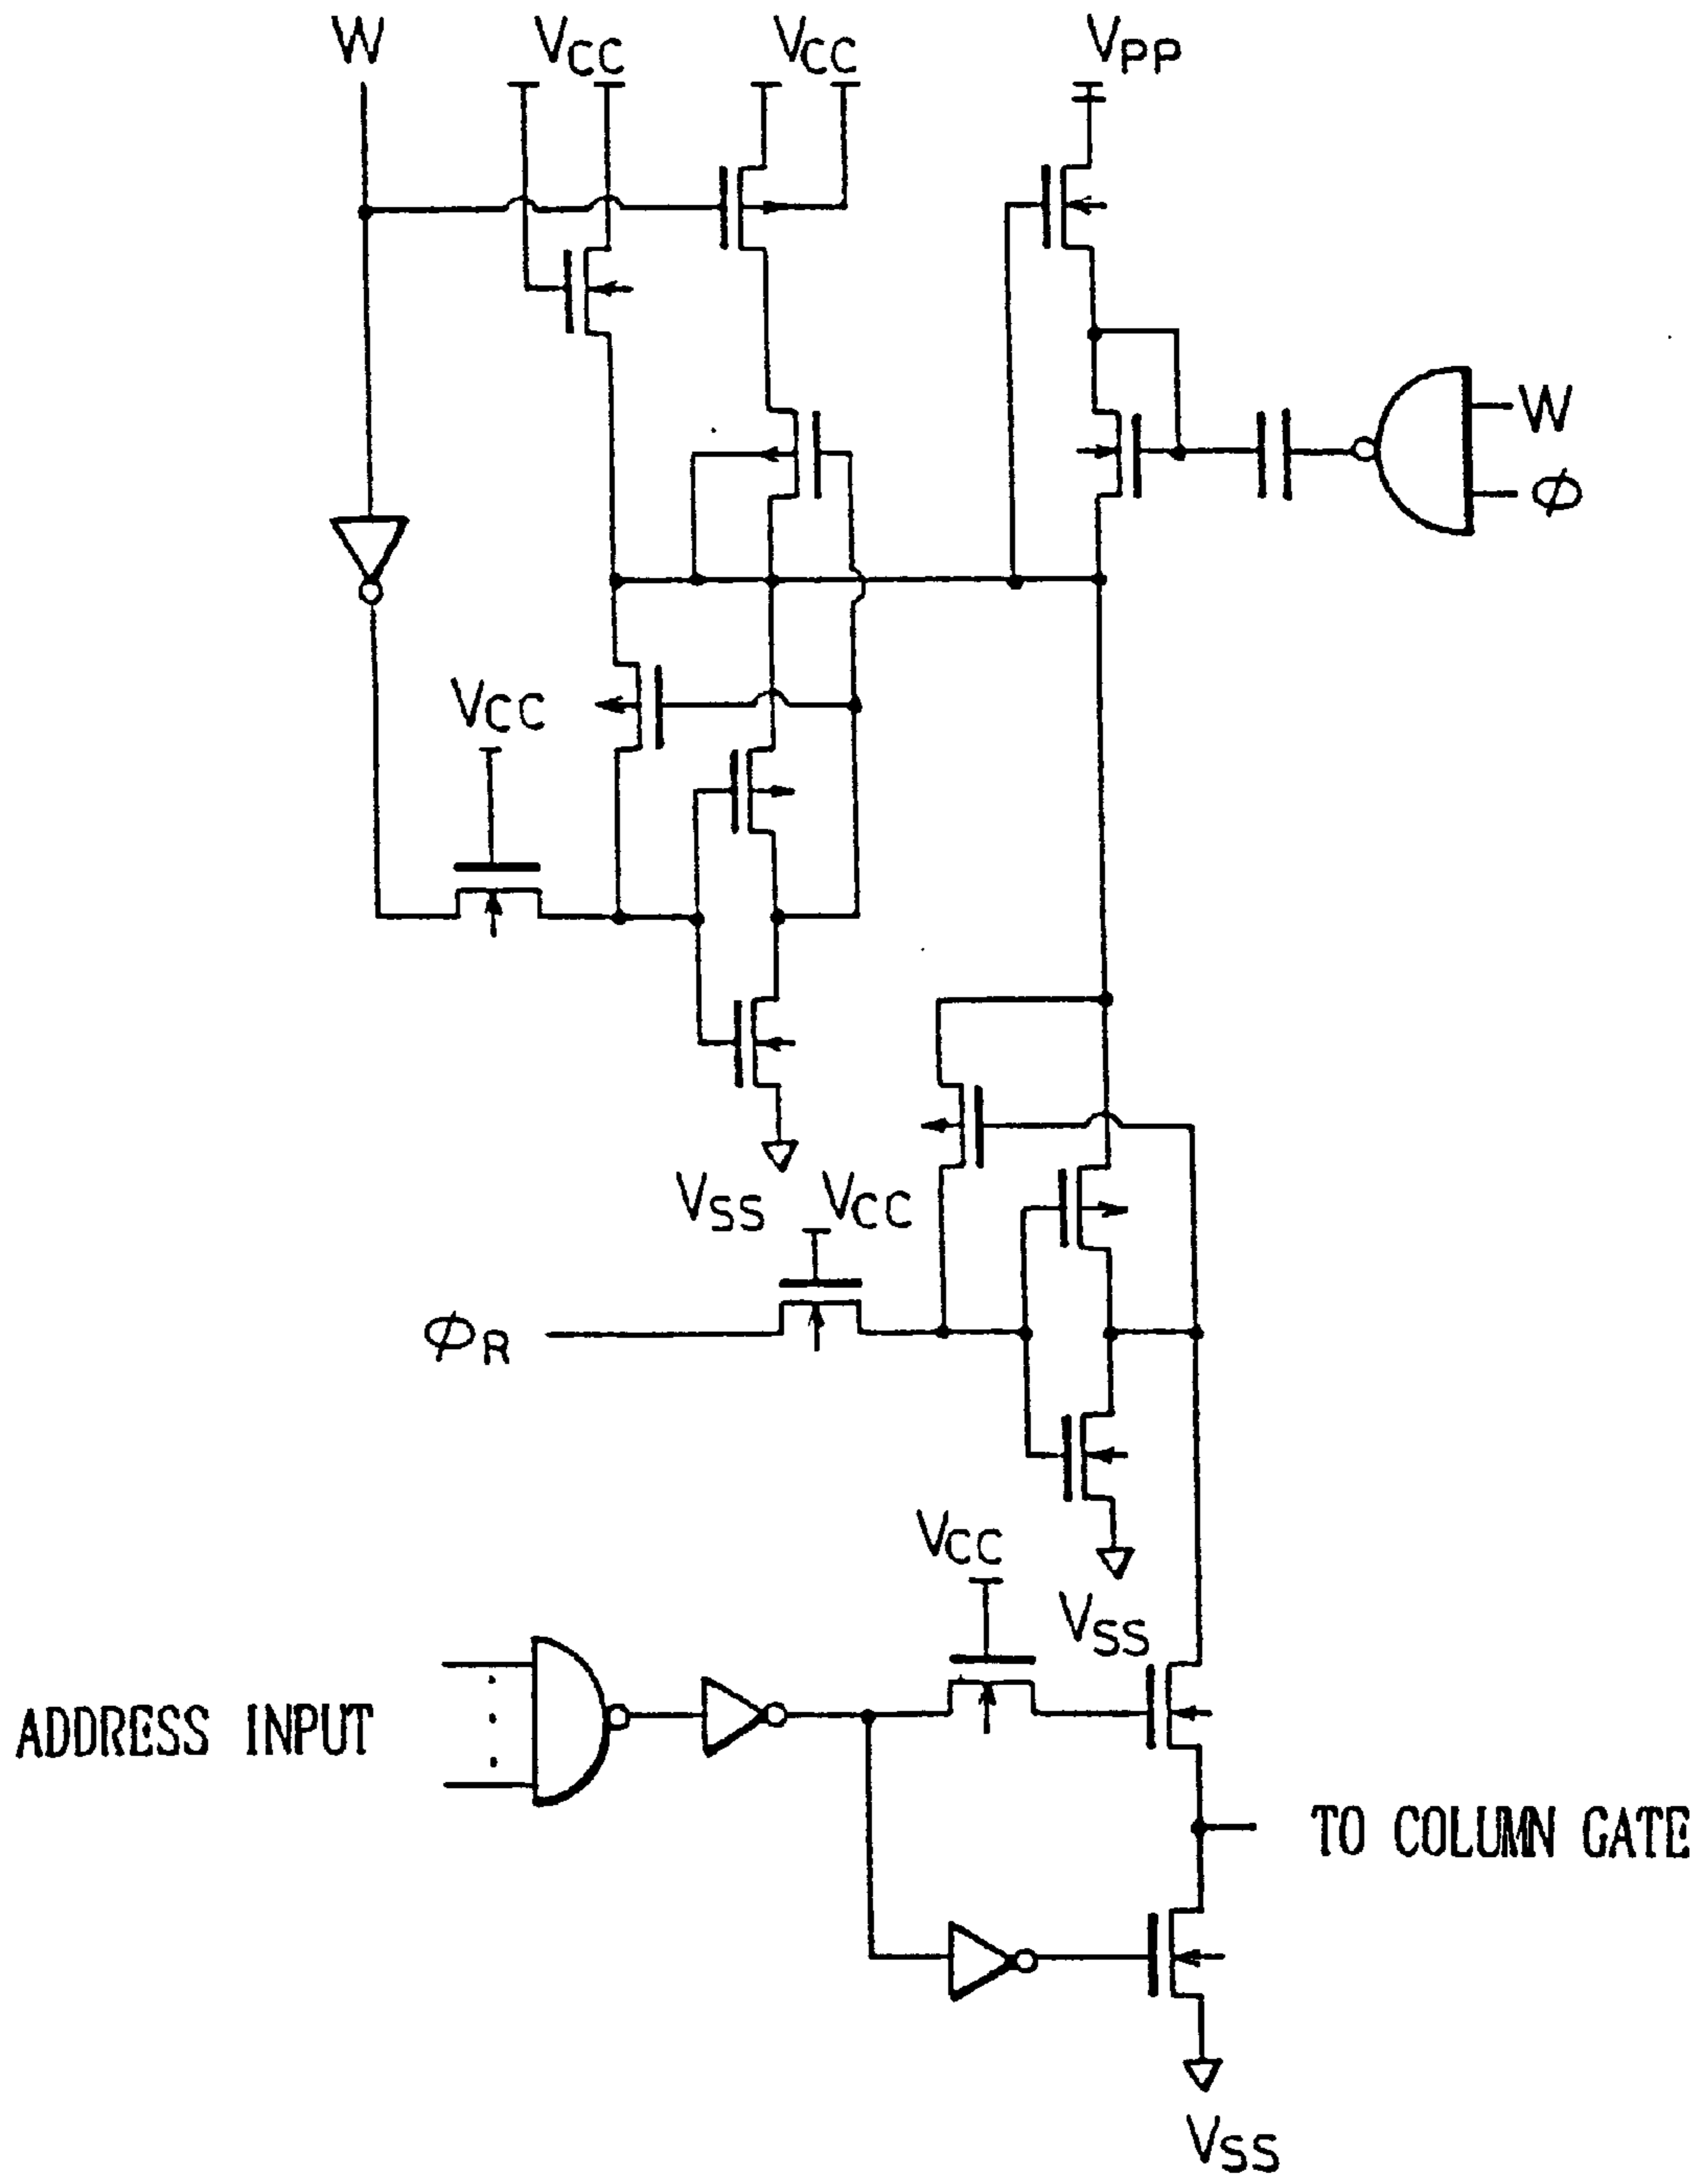 W
VCC
VCC
VPP
W
φ
VCC
VSS
VCC
φR
VCC
VSS
ADDRESS INPUT
TO COLUMN GATE
VSS